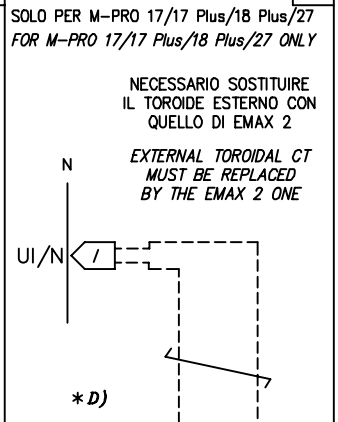 SOLO PER M-PRO 17/17 Plus/18 Plus/27
FOR M-PRO 17/17 Plus/18 Plus/27 ONLY
NECESSARIO SOSTITUIRE
IL TOROIDE ESTERNO CON
QUELLO DI EMAX 2
EXTERNAL TOROIDAL CT
MUST BE REPLACED
BY THE EMAX 2 ONE
N
UI/N
/
*D)